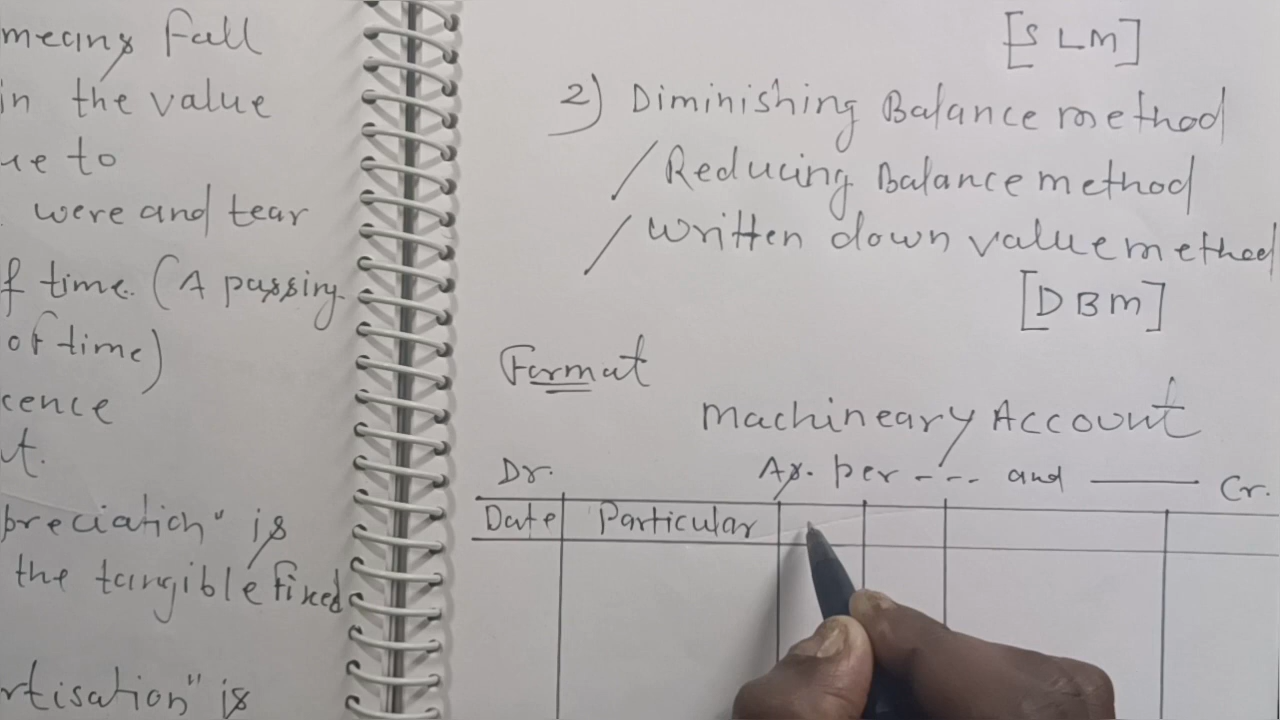 means fall
in the value
ue to
were and tear
f time. (A passing
of time)
cence
t.
preciation" is
the tangible fixed
rtisation" is
[SLM]
2) Diminishing Balance method
/ Reducing Balance method
/ Written down value method
[DBM]
Format
Machineary Account
Dr. As. per --- and ——— Cr.
Date Particular